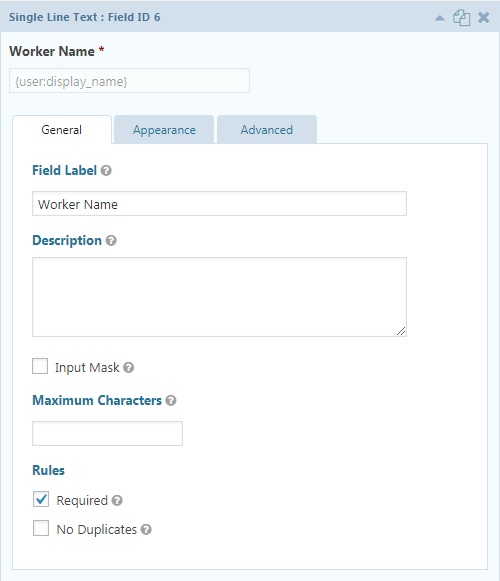 Single Line Text : Field ID 6
Worker Name *
{user:display_name}
General Appearance Advanced
Field Label ?
Worker Name
Description ?
Input Mask ?
Maximum Characters ?
Rules
Required ?
No Duplicates ?